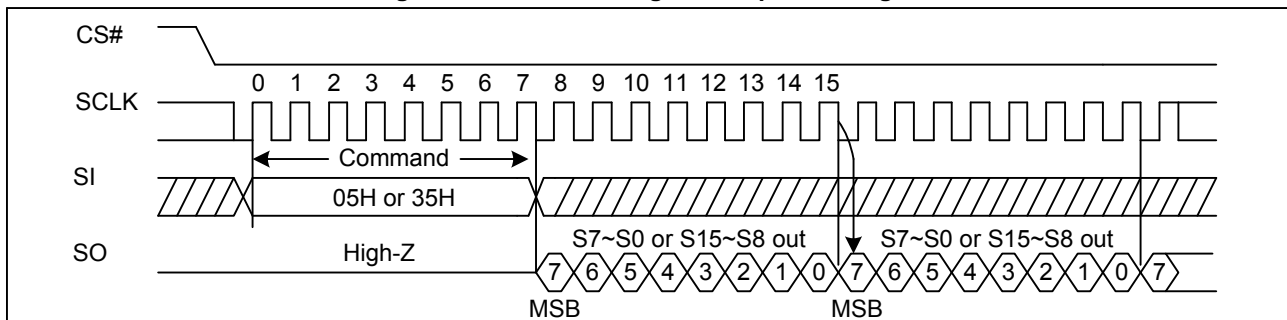 CS#
0 1 2 3 4 5 6 7 8 9 10 11 12 13 14 15
SCLK
Command
SI
05H or 35H
S7~S0 or S15~S8 out S7~S0 or S15~S8 out
SO High-Z
7 6 5 4 3 2 1 0 7 6 5 4 3 2 1 0 7
MSB MSB